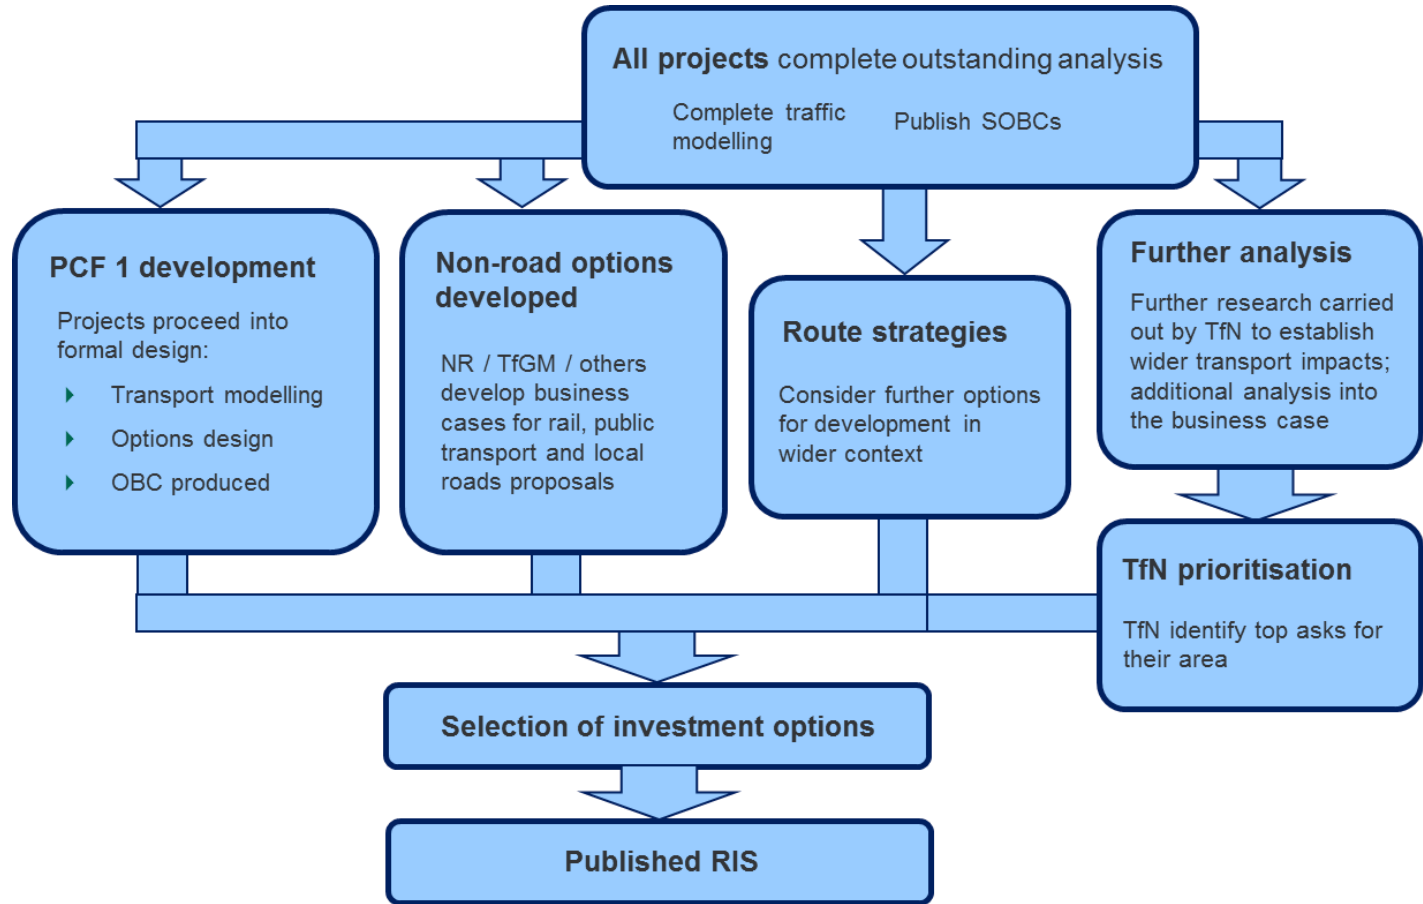 All projects complete outstanding analysis
Complete traffic
modelling
Publish SOBCs
PCF 1 development
Projects proceed into
formal design:
Transport modelling
Options design
OBC produced
Non-road options
developed
NR / TfGM / others
develop business
cases for rail, public
transport and local
roads proposals
Route strategies
Consider further options
for development in
wider context
Further analysis
Further research carried
out by TfN to establish
wider transport impacts;
additional analysis into
the business case
TfN prioritisation
TfN identify top asks for
their area
Selection of investment options
Published RIS